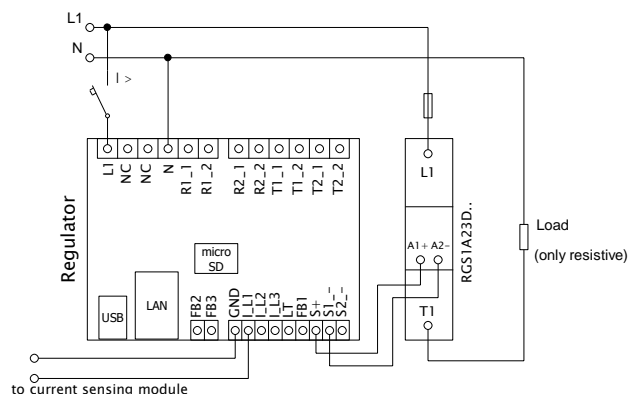 L1
N
I >
L1
NC
NC
N
R1_1
R1_2
R2_1
R2_2
T1_1
T1_2
T2_1
T2_2
Regulator
micro
SD
USB
LAN
FB2
FB3
GND
I_L1
I_L2
I_L3
LT
FB1
S+
S1_-
S2_-
L1
A1+
A2-
T1
RGS1A23D..
Load
(only resistive)
to current sensing module